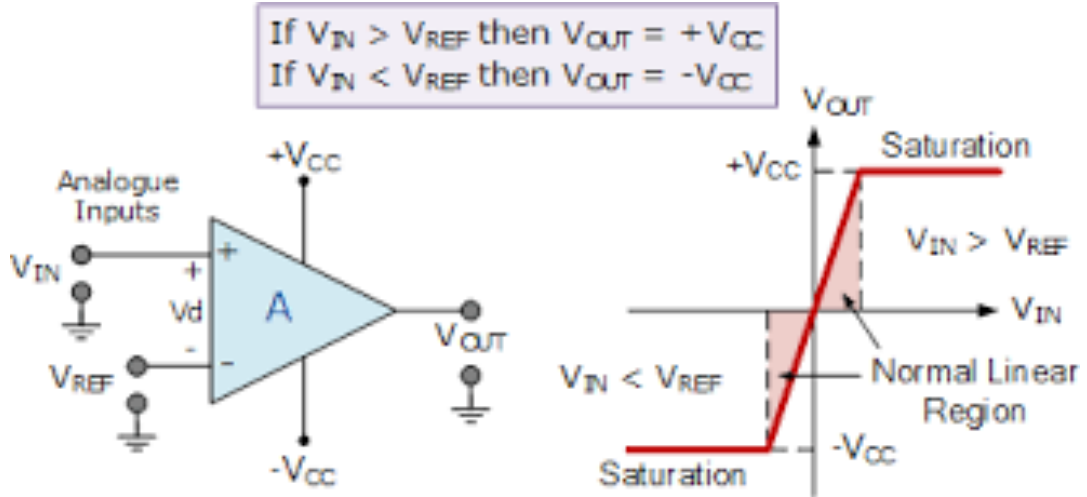 If VIN > VREF then VOUT = +VCC
If VIN < VREF then VOUT = -VCC
Analogue
Inputs
+VCC
VIN
+
+
Vd
A
-
-
VREF
VOUT
-VCC
VOUT
Saturation
+VCC
VIN > VREF
VIN
VIN < VREF
Normal Linear
Region
-VCC
Saturation